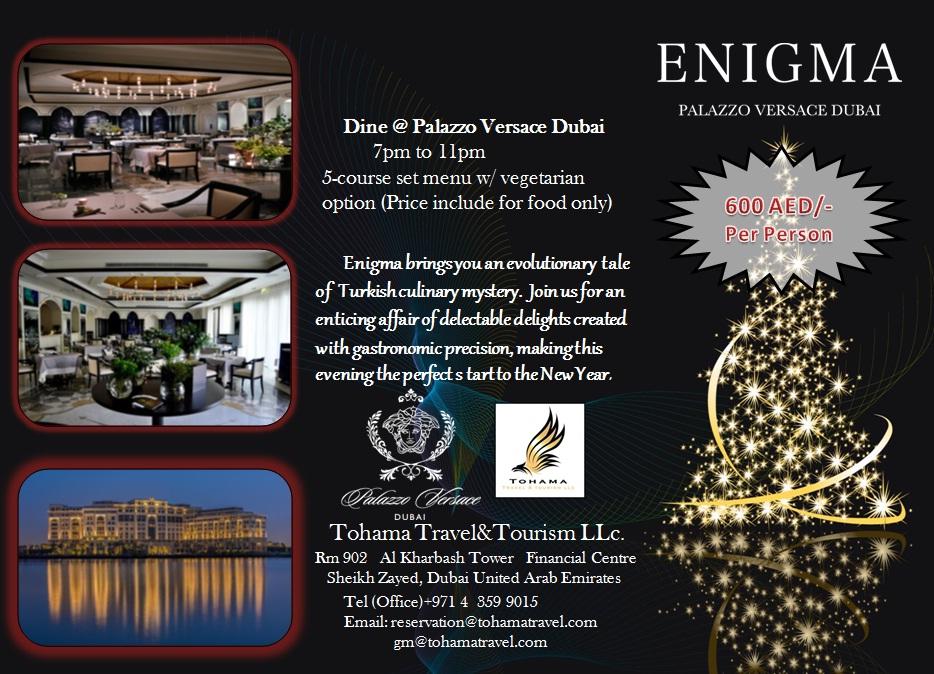 ENIGMA
PALAZZO VERSACE DUBAI
600 AED/-
Per Person
Dine @ Palazzo Versace Dubai
7pm to 11pm
5-course set menu w/ vegetarian
option (Price include for food only)
Enigma brings you an evolutionary tale
of Turkish culinary mystery. Join us for an
enticing affair of delectable delights created
with gastronomic precision, making this
evening the perfect s tart to the New Year.
Palazzo Versace
DUBAI
TOHAMA
TRAVEL & TOURISM LLC
Tohama Travel&Tourism LLc.
Rm 902 Al Kharbash Tower Financial Centre
Sheikh Zayed, Dubai United Arab Emirates
Tel (Office)+971 4 359 9015
Email: reservation@tohamatravel.com
gm@tohamatravel.com